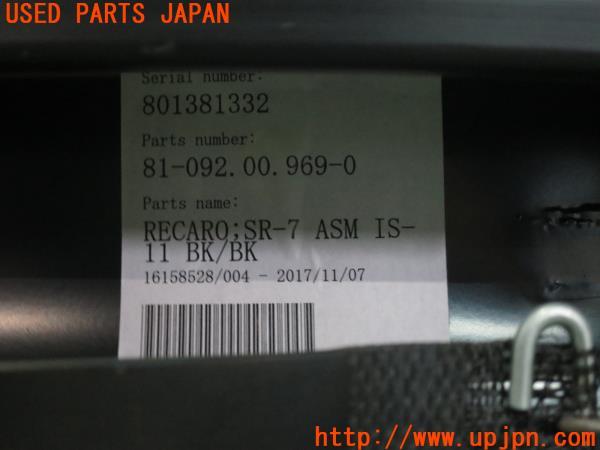 USED PARTS JAPAN
Serial number:
801381332
Parts number:
81-092.00.969-0
Parts name:
RECARO;SR-7 ASM IS-
11 BK/BK
16158528/004 - 2017/11/07
UPJ
http://www.upjpn.com/